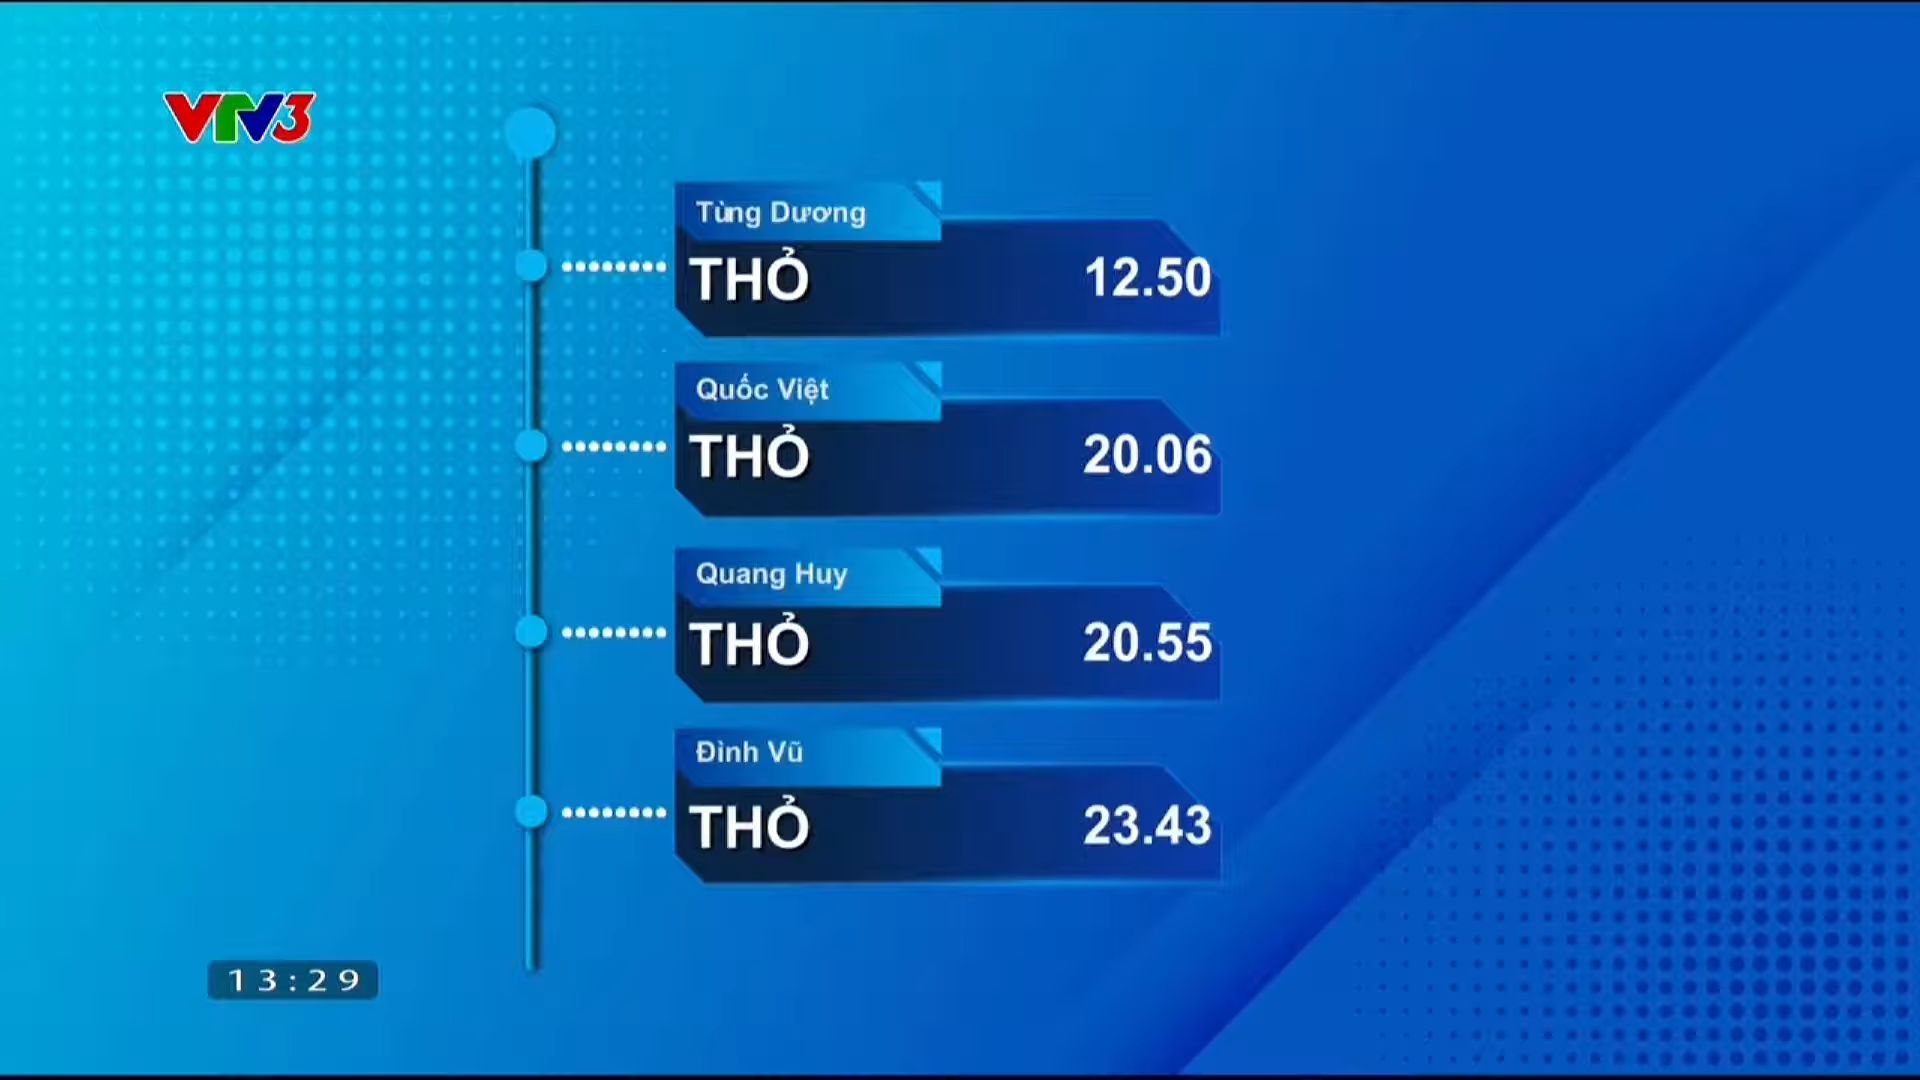 VTV3
Tùng Dương
THỎ 12.50
Quốc Việt
THỎ 20.06
Quang Huy
THỎ 20.55
Đình Vũ
THỎ 23.43
13:29